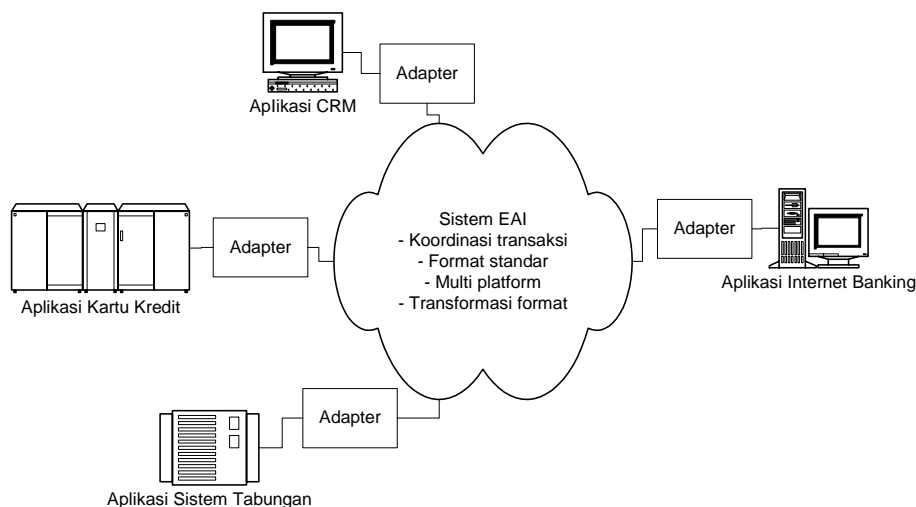 Adapter
Aplikasi CRM
Sistem EAI
- Koordinasi transaksi
- Format standar
- Multi platform
- Transformasi format
Adapter
Aplikasi Kartu Kredit
Adapter
Aplikasi Internet Banking
Adapter
Aplikasi Sistem Tabungan